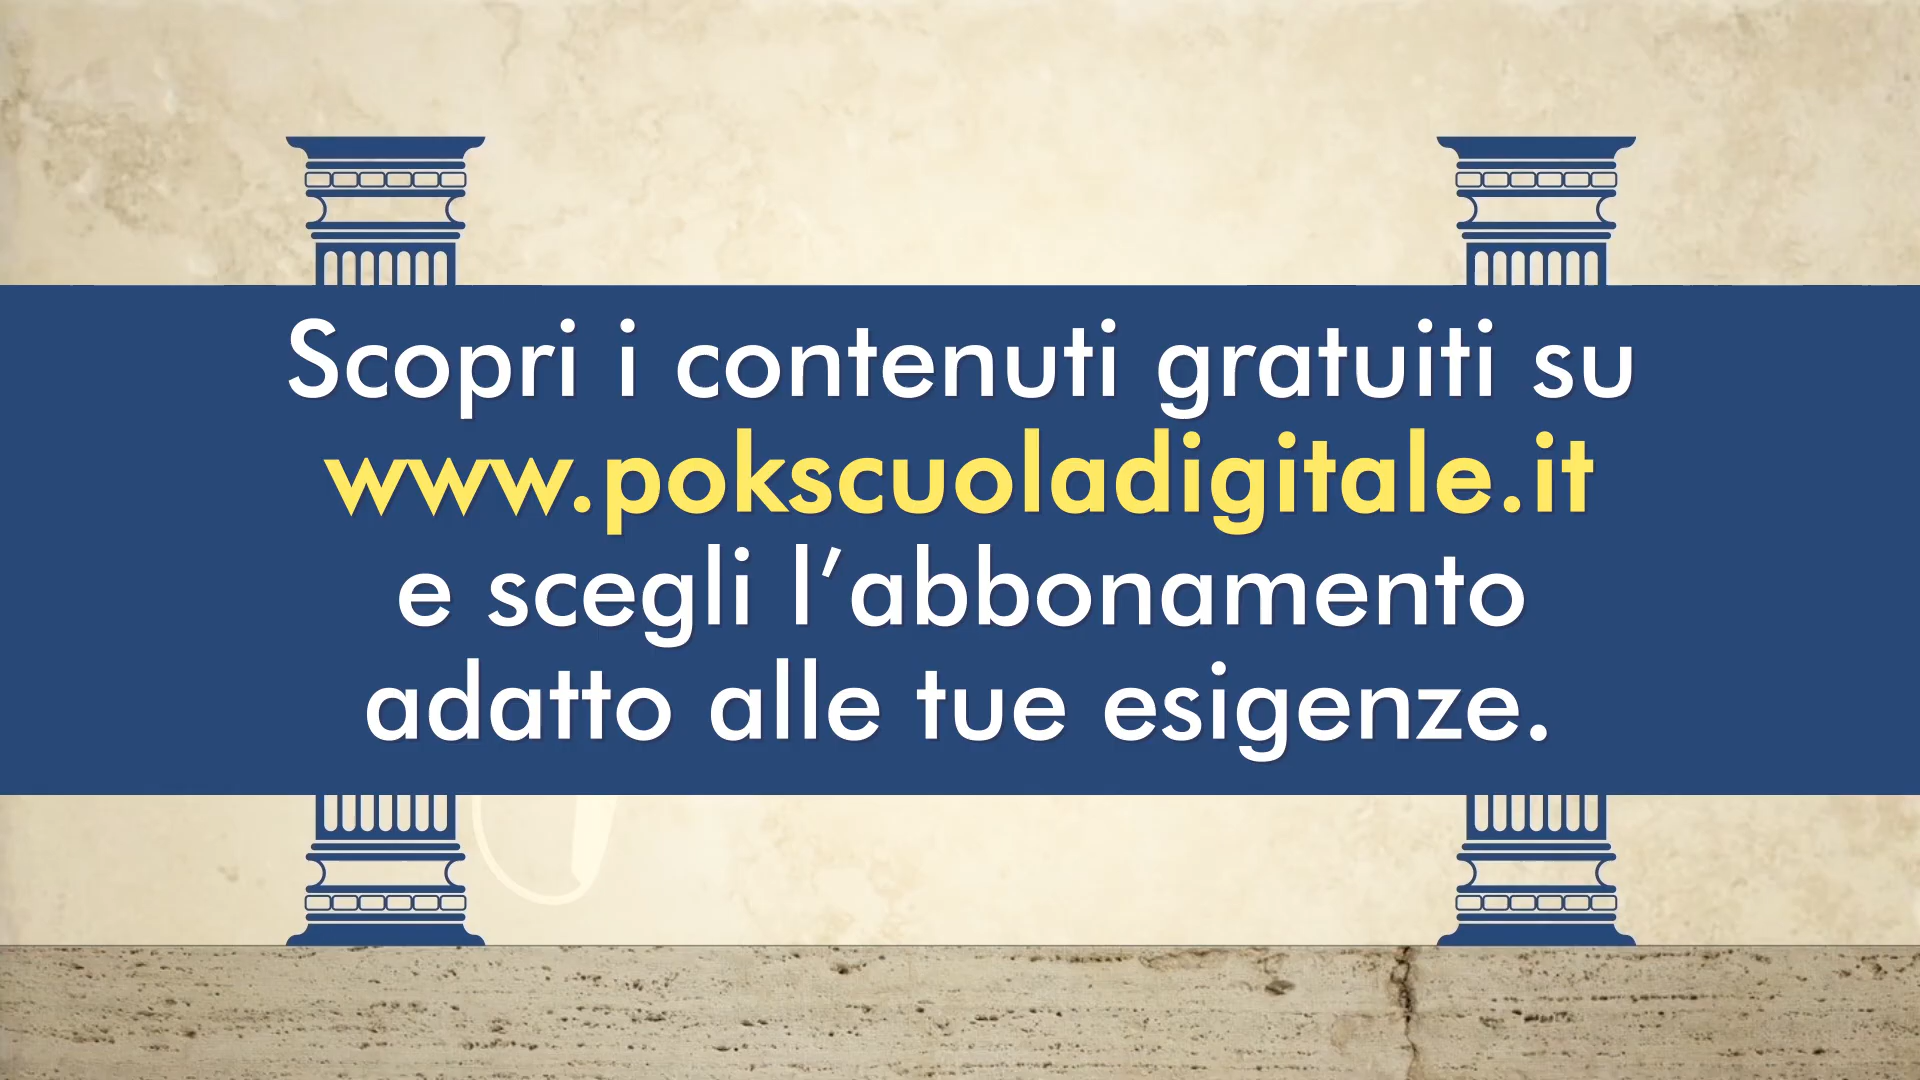 Scopri i contenuti gratuiti su
www.pokscuoladigitale.it
e scegli l’abbonamento
adatto alle tue esigenze.